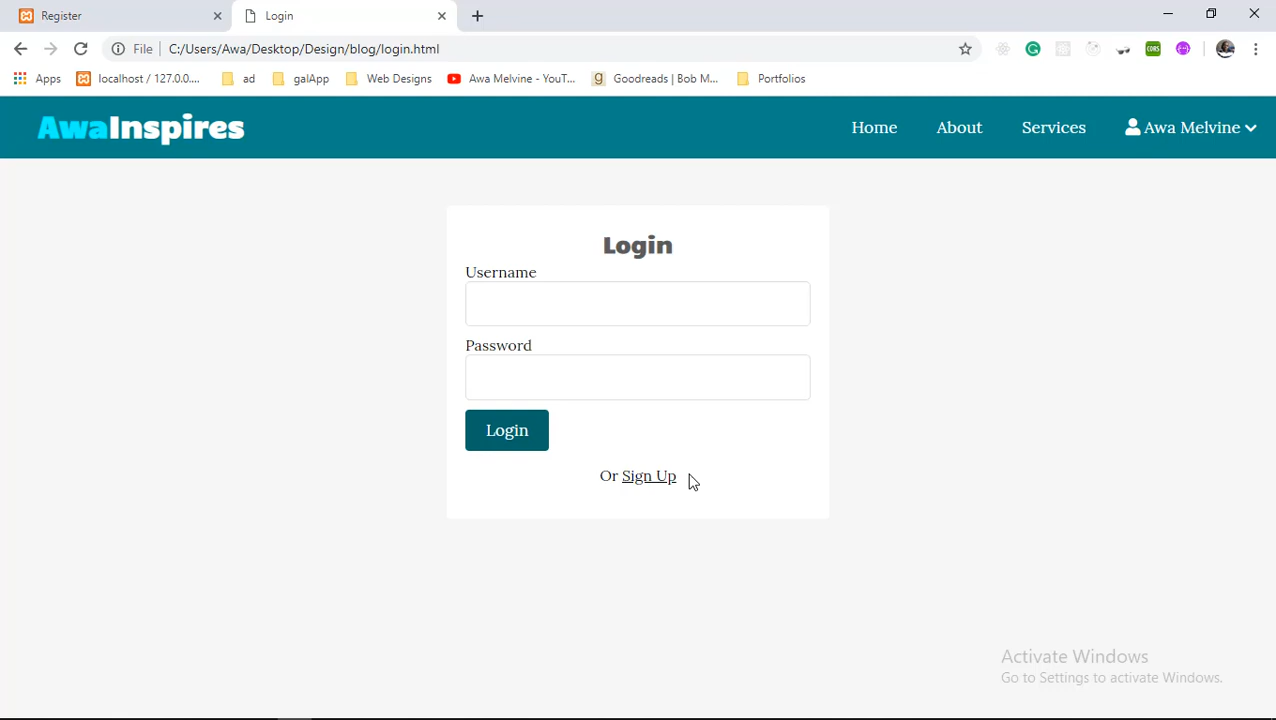 Register
Login
File
C:/Users/Awa/Desktop/Design/blog/login.html
CORS
Apps
localhost / 127.0.0....
ad
galApp
Web Designs
Awa Melvine - YouT...
Goodreads | Bob M...
Portfolios
AwaInspires
Home
About
Services
Awa Melvine
Login
Username
Password
Login
Or Sign Up
Activate Windows
Go to Settings to activate Windows.